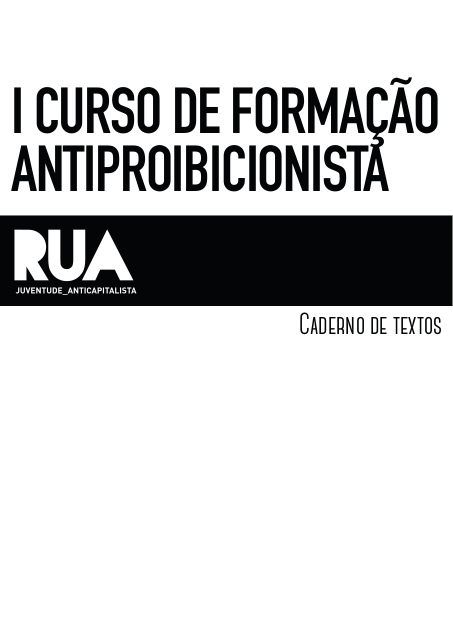 I CURSO DE FORMAÇÃO
ANTIPROIBICIONISTA
RUA
JUVENTUDE_ANTICAPITALISTA
CADERNO DE TEXTOS